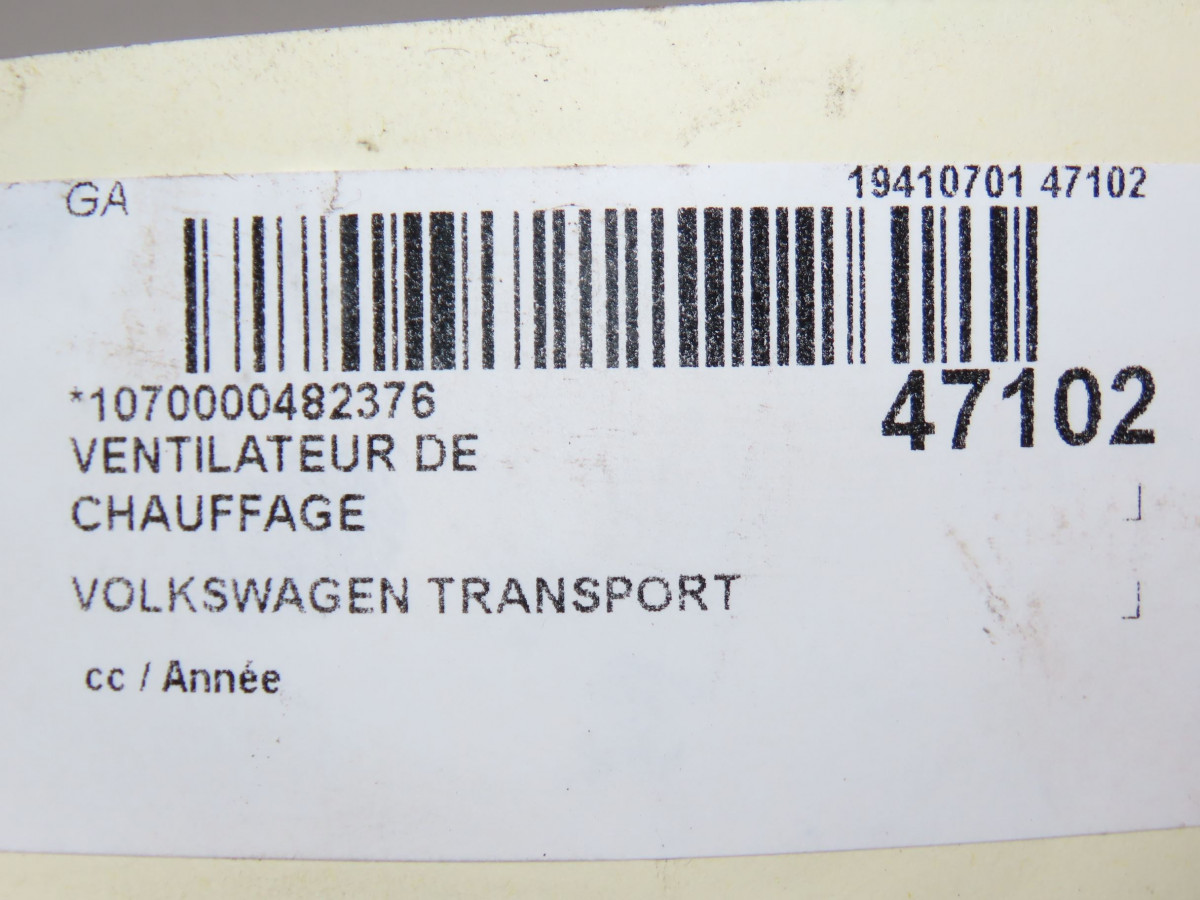 GA
19410701 47102
*1070000482376
47102
VENTILATEUR DE
CHAUFFAGE
VOLKSWAGEN TRANSPORT
cc / Année